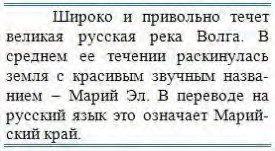 Широко и привольно течет
великая русская река Волга. В
среднем ее течении раскинулась
земля с красивым звучным назва-
нием – Марий Эл. В переводе на
русский язык это означает Марий-
ский край.